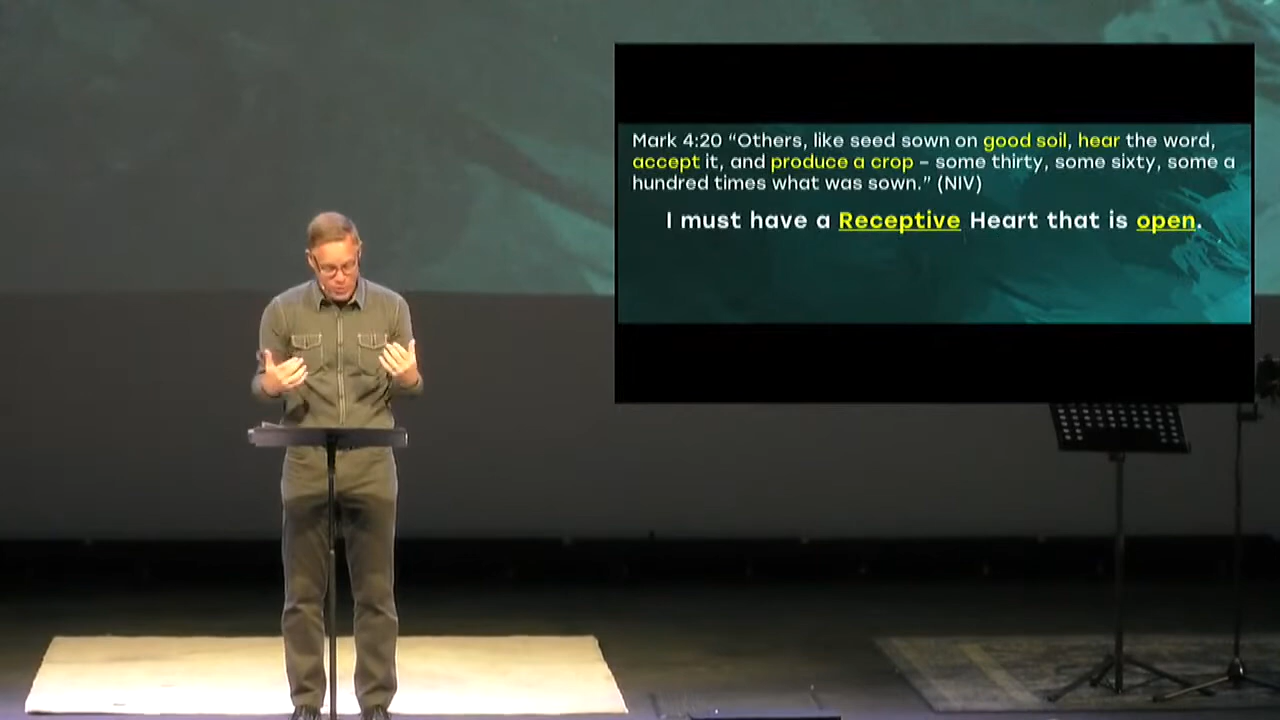 Mark 4:20 “Others, like seed sown on good soil, hear the word,
accept it, and produce a crop – some thirty, some sixty, some a
hundred times what was sown.” (NIV)
I must have a Receptive Heart that is open.